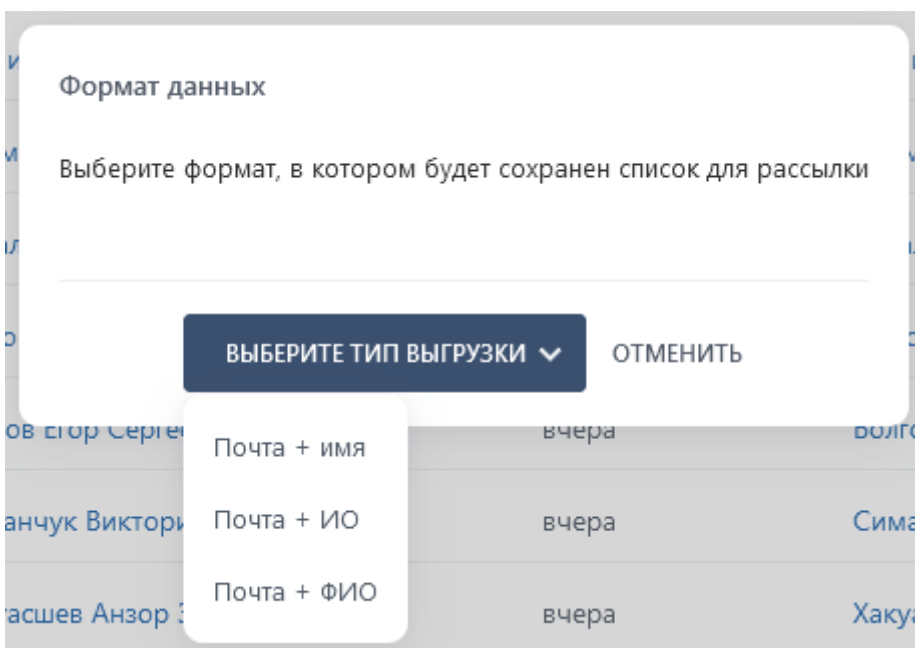 Формат данных
Выберите формат, в котором будет сохранен список для рассылки
ВЫБЕРИТЕ ТИП ВЫГРУЗКИ ОТМЕНИТЬ
Почта + имя
вчера
Почта + ИО
вчера
Почта + ФИО
Анзор вчера